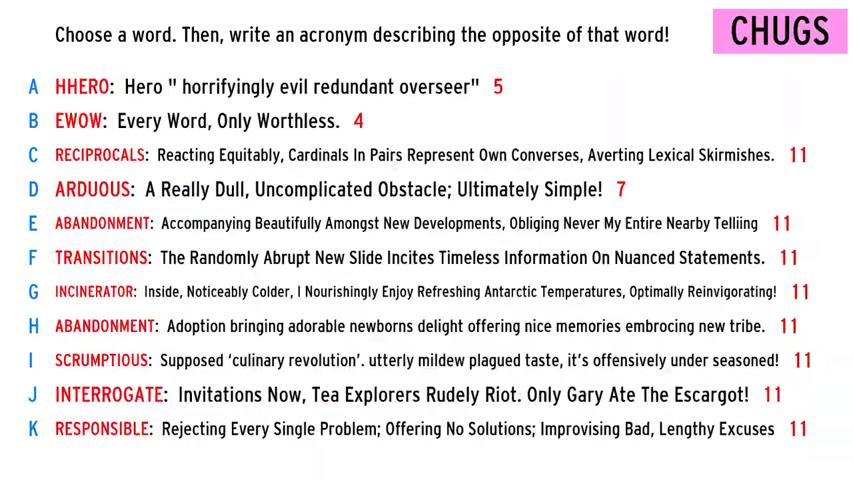 Choose a word. Then, write an acronym describing the opposite of that word!
CHUGS
A HHERO: Hero " horrifyingly evil redundant overseer" 5
B EWOW: Every Word, Only Worthless. 4
C RECIPROCALS: Reacting Equitably, Cardinals In Pairs Represent Own Converses, Averting Lexical Skirmishes. 11
D ARDUOUS: A Really Dull, Uncomplicated Obstacle; Ultimately Simple! 7
E ABANDONMENT: Accompanying Beautifully Amongst New Developments, Obliging Never My Entire Nearby Telliing 11
F TRANSITIONS: The Randomly Abrupt New Slide Incites Timeless Information On Nuanced Statements. 11
G INCINERATOR: Inside, Noticeably Colder, I Nourishingly Enjoy Refreshing Antarctic Temperatures, Optimally Reinvigorating! 11
H ABANDONMENT: Adoption bringing adorable newborns delight offering nice memories embrocing new tribe. 11
I SCRUMPTIOUS: Supposed ‘culinary revolution’. utterly mildew plagued taste, it’s offensively under seasoned! 11
J INTERROGATE: Invitations Now, Tea Explorers Rudely Riot. Only Gary Ate The Escargot! 11
K RESPONSIBLE: Rejecting Every Single Problem; Offering No Solutions; Improvising Bad, Lengthy Excuses 11